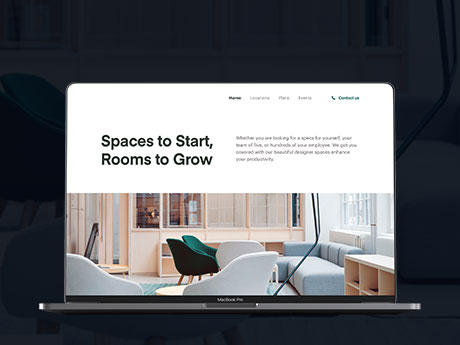 Home Locations Plans Events Contact us
Spaces to Start,
Rooms to Grow
Whether you are looking for a space for yourself, your
team of five, or hundreds of your employee. We got you
covered with our beautiful designer spaces enhance
your productivity.
MacBook Pro